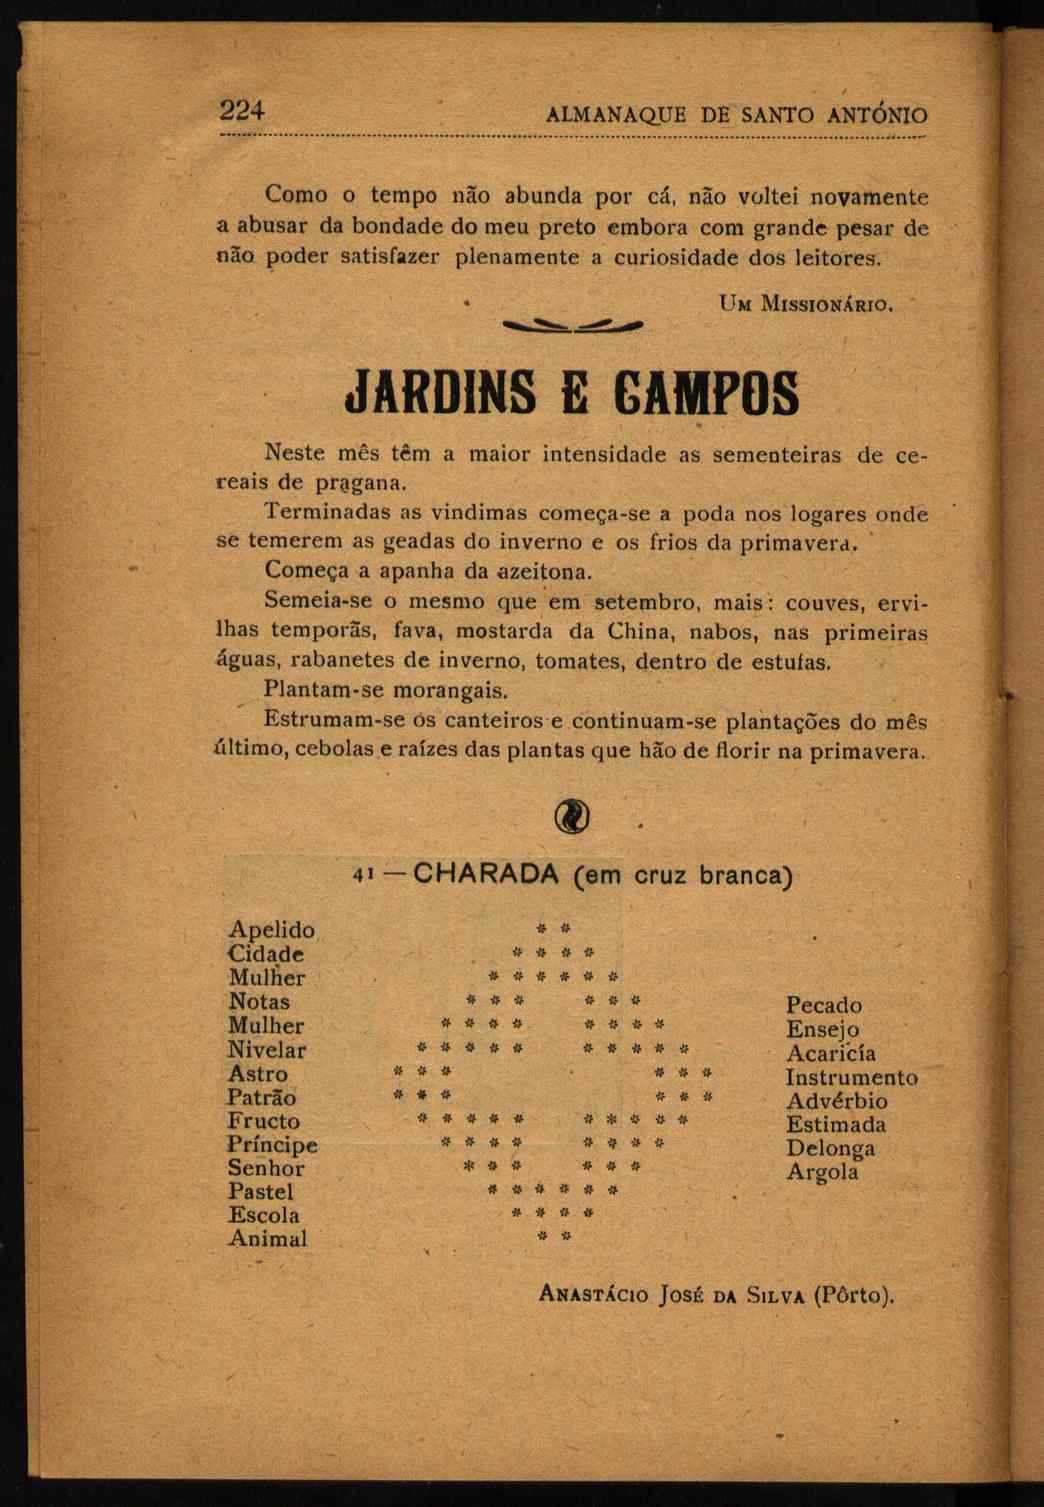 224 ALMANAQUE DE SANTO ANTÓNIO
Como o tempo não abunda por cá, não voltei novamente
a abusar da bondade do meu preto embora com grande pesar de
não poder satisfazer plenamente a curiosidade dos leitores.
UM MISSIONÁRIO.
JARDINS E CAMPOS
Neste mês têm a maior intensidade as sementeiras de ce-
reais de pragana.
Terminadas as vindimas começa-se a poda nos logares onde
se temerem as geadas do inverno e os frios da primavera.
Começa a apanha da azeitona.
Semeia-se o mesmo que em setembro, mais: couves, ervi-
lhas temporãs, fava, mostarda da China, nabos, nas primeiras
águas, rabanetes de inverno, tomates, dentro de estufas.
Plantam-se morangais.
Estrumam-se os canteiros e continuam-se plantações do mês
último, cebolas e raízes das plantas que hão de florir na primavera.
41 — CHARADA (em cruz branca)
Apelido * *
Cidade * * * *
Mulher * * * * * *
Notas * * * * * * Pecado
Mulher * * * * * * * * Ensejo
Nivelar * * * * * * * * * * Acaricía
Astro * * * * * * Instrumento
Patrão * * * * * * Advérbio
Fructo * * * * * * * * * * Estimada
Príncipe * * * * * * * * Delonga
Senhor * * * * * * Argola
Pastel * * * * * *
Escola * * * *
Animal * *
ANASTÁCIO JOSÉ DA SILVA (Pôrto).